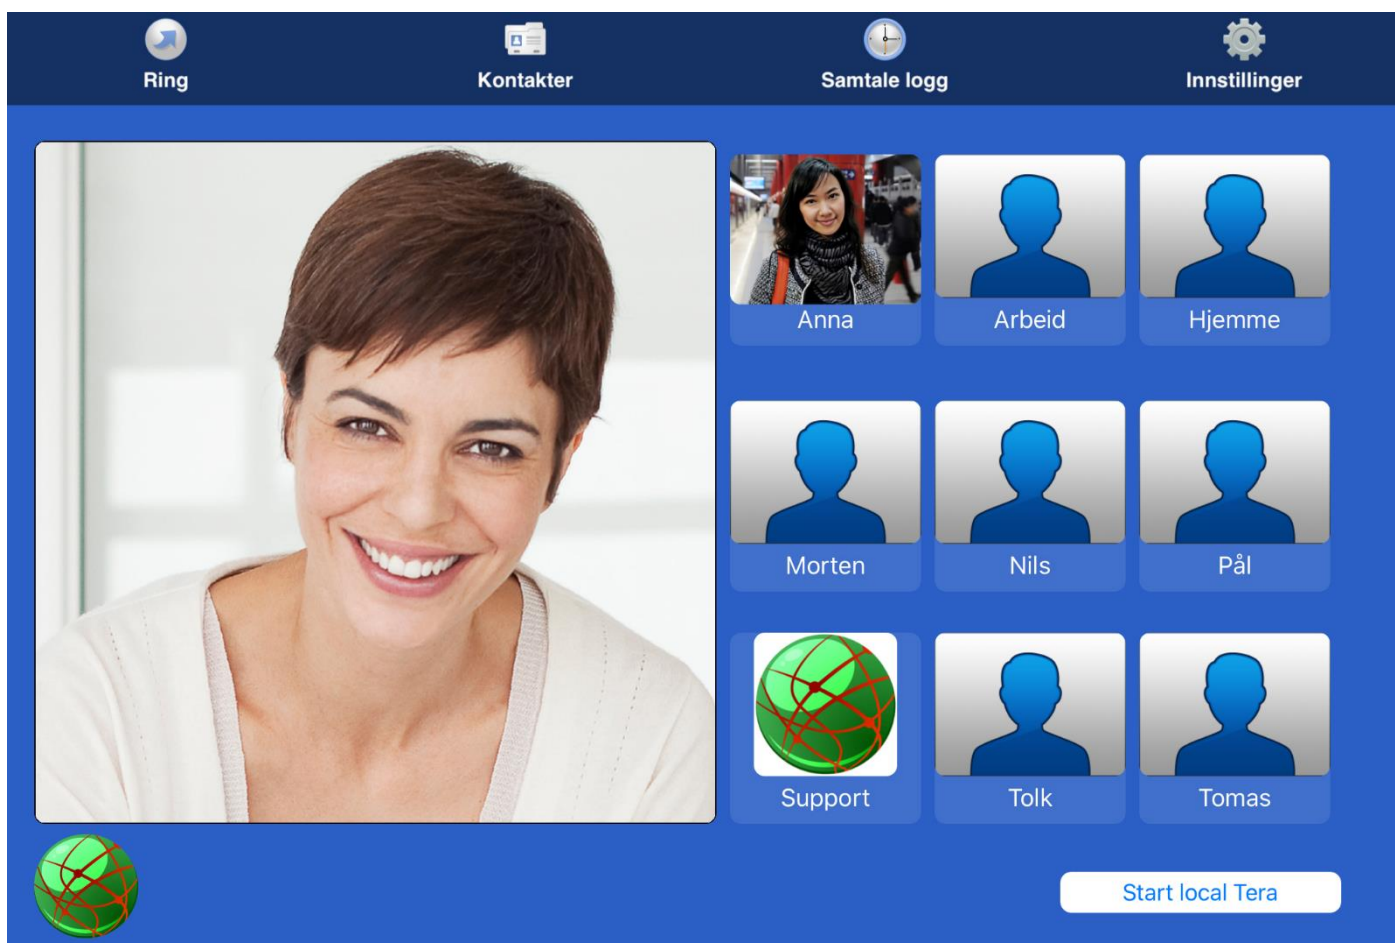 Ring
Kontakter
Samtale logg
Innstillinger
Anna
Arbeid
Hjemme
Morten
Nils
Pål
Support
Tolk
Tomas
Start local Tera